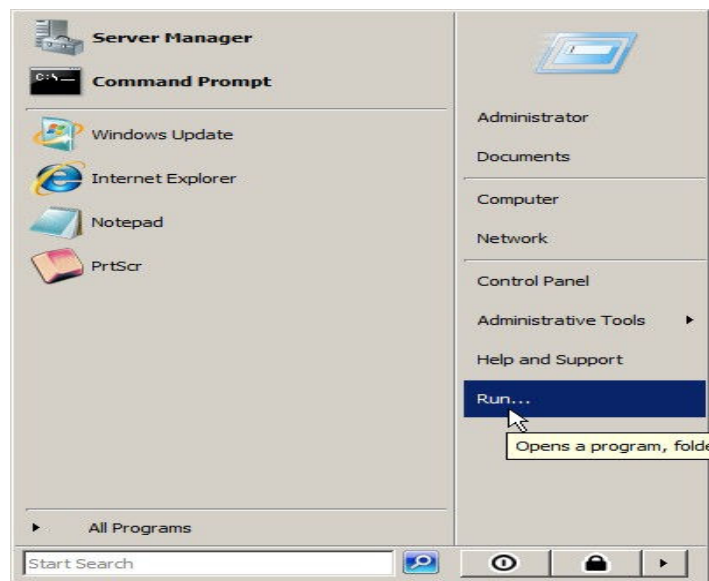 Server Manager
C:\
Command Prompt
Windows Update
Internet Explorer
Notepad
PrtScr
All Programs
Start Search
Administrator
Documents
Computer
Network
Control Panel
Administrative Tools
Help and Support
Run...
Opens a program, folde